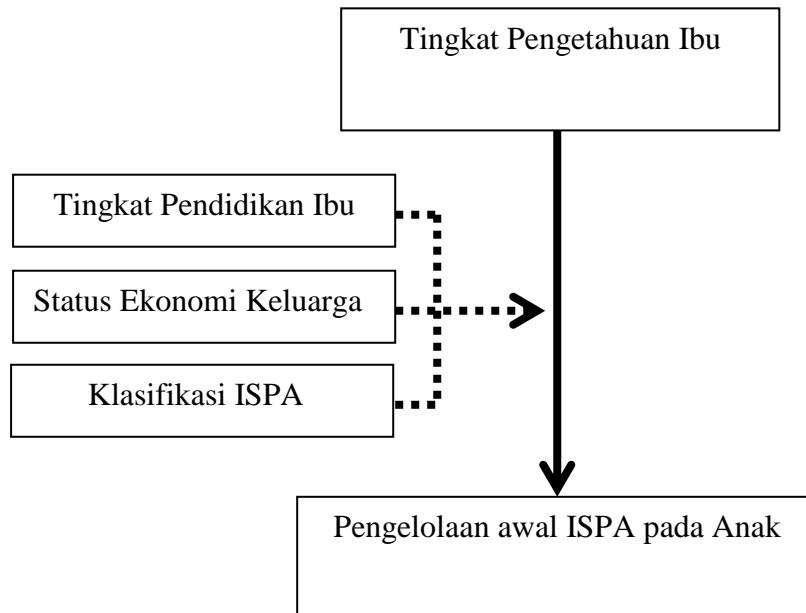 Tingkat Pengetahuan Ibu
Tingkat Pendidikan Ibu
Status Ekonomi Keluarga
Klasifikasi ISPA
Pengelolaan awal ISPA pada Anak